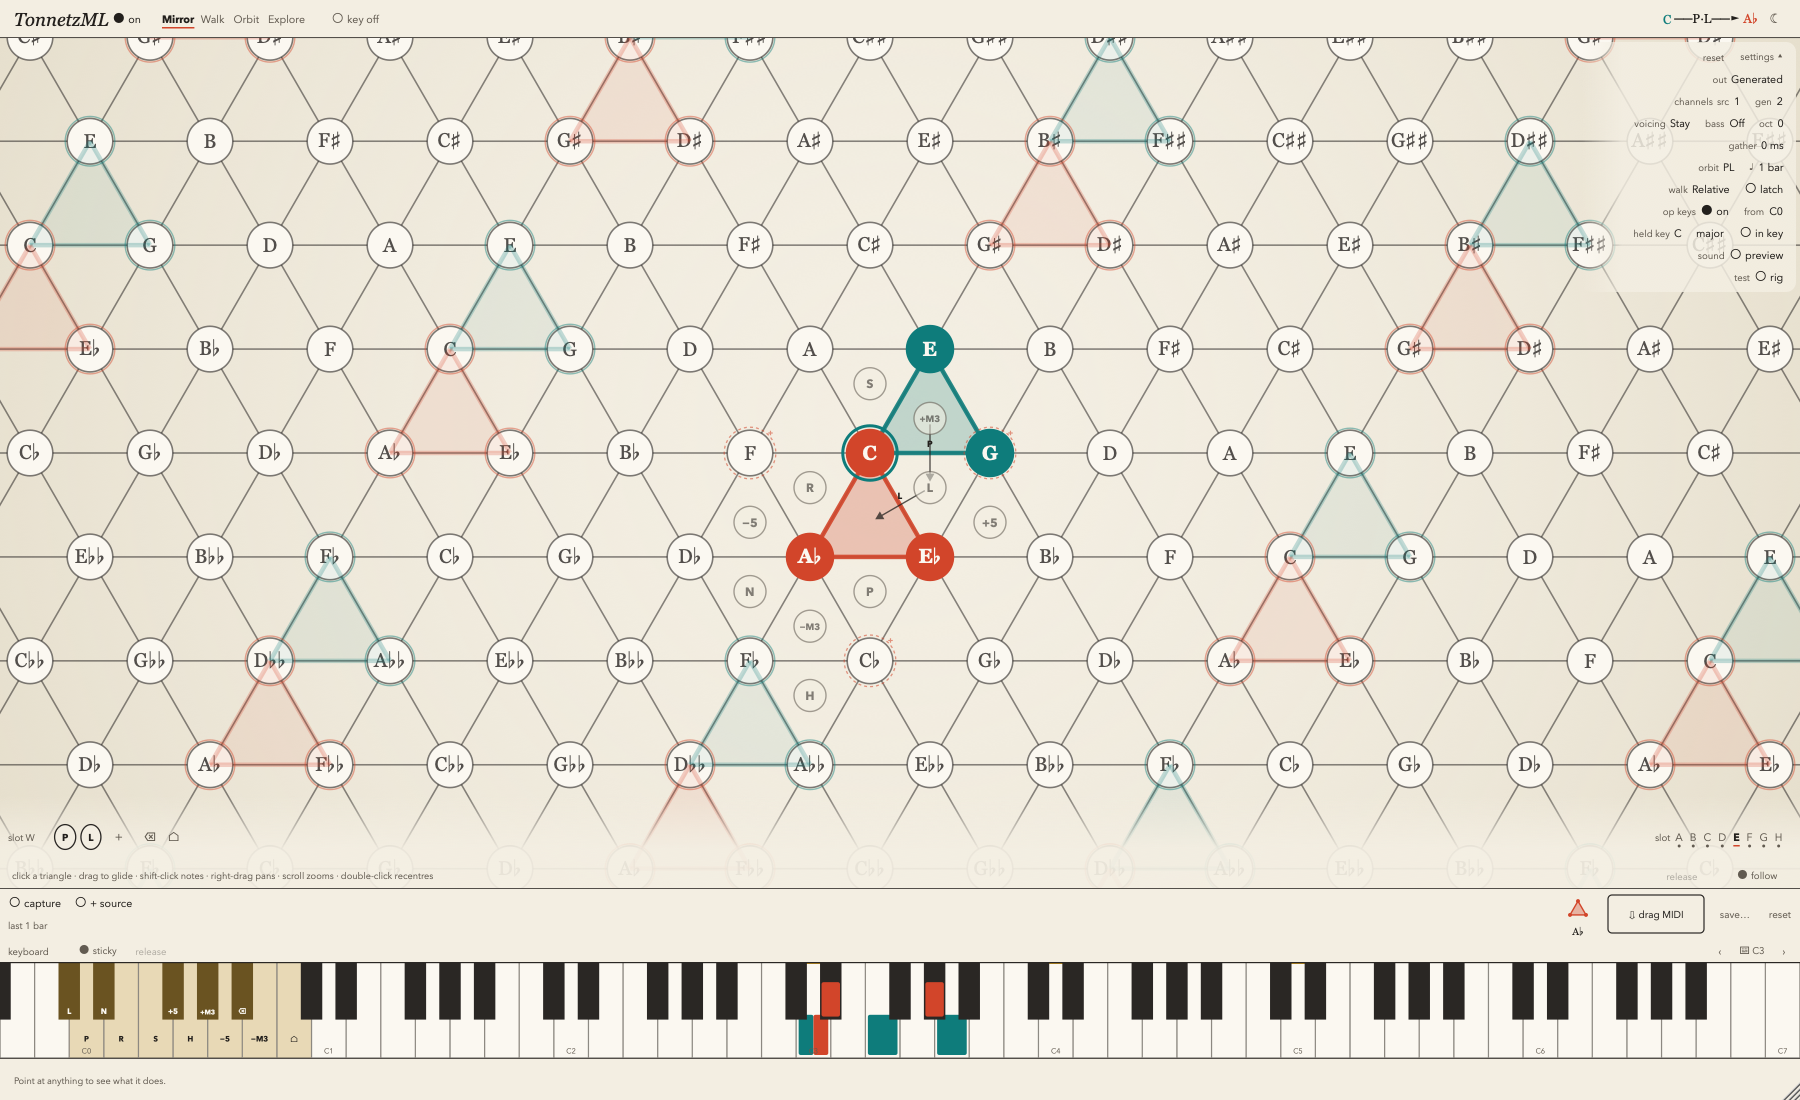 TonnetzML on Mirror Walk Orbit Explore key off C P·L A♭
C♯ G♯ D♯ A♯ E♯ B♯ F♯♯ C♯♯ G♯♯ D♯♯ A♯♯ E♯♯ B♯♯ G♯ D♯
reset settings
out Generated
channels src 1 gen 2
voicing Stay bass Off oct 0
gather 0 ms
orbit PL 1 bar
walk Relative latch
op keys on from C0
held key C major in key
sound preview
test rig
E B F♯ C♯ G♯ D♯ A♯ E♯ B♯ F♯♯ C♯♯ G♯♯ D♯♯ A♯♯ E♯♯
C G D A E B F♯ C♯ G♯ D♯ A♯ E♯ B♯ F♯♯ C♯♯
E♭ B♭ F C G D A E B F♯ C♯ G♯ D♯ A♯ E♯
S
+M3
P
C♭ G♭ D♭ A♭ E♭ B♭ F C G D A E B F♯ C♯
R L
L
−5 +5
E♭♭ B♭♭ F♭ C♭ G♭ D♭ A♭ E♭ B♭ F C G D A E
N P
−M3
C♭♭ G♭♭ D♭♭ A♭♭ E♭♭ B♭♭ F♭ C♭ G♭ D♭ A♭ E♭ B♭ F C
H
D♭ A♭ F♭♭ C♭♭ G♭♭ D♭♭ A♭♭ E♭♭ B♭♭ F♭ C♭ G♭ D♭ A♭ E♭
slot W P L + slot A B C D E F G H
B♭♭ F♭ C♭ G♭ D♭ A♭ F♭♭ C♭♭ G♭♭ D♭♭ A♭♭ E♭♭ B♭♭ F♭ C♭
click a triangle · drag to glide · shift-click notes · right-drag pans · scroll zooms · double-click recentres release follow
capture + source
drag MIDI save... reset
last 1 bar
A♭
keyboard sticky release ‹ C3 ›
L N +5 +M3
P R S H −5 −M3
C0 C1 C2 C4 C5 C6 C7
Point at anything to see what it does.